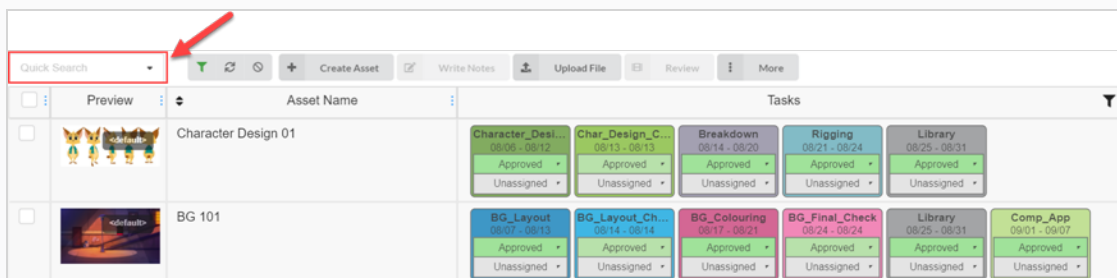 Quick Search
Create Asset
Write Notes
Upload File
Review
More
Preview
Asset Name
Tasks
<default>
Character Design 01
Character_Desi...
Char_Design_C...
Breakdown
Rigging
Library
08/06 - 08/12
08/13 - 08/13
08/14 - 08/20
08/21 - 08/24
08/25 - 08/31
Approved
Approved
Approved
Approved
Approved
Unassigned
Unassigned
Unassigned
Unassigned
Unassigned
<default>
BG 101
BG_Layout
BG_Layout_Ch...
BG_Colouring
BG_Final_Check
Library
Comp_App
08/07 - 08/13
08/14 - 08/14
08/17 - 08/21
08/24 - 08/24
08/25 - 08/31
09/01 - 09/07
Approved
Approved
Approved
Approved
Approved
Approved
Unassigned
Unassigned
Unassigned
Unassigned
Unassigned
Unassigned